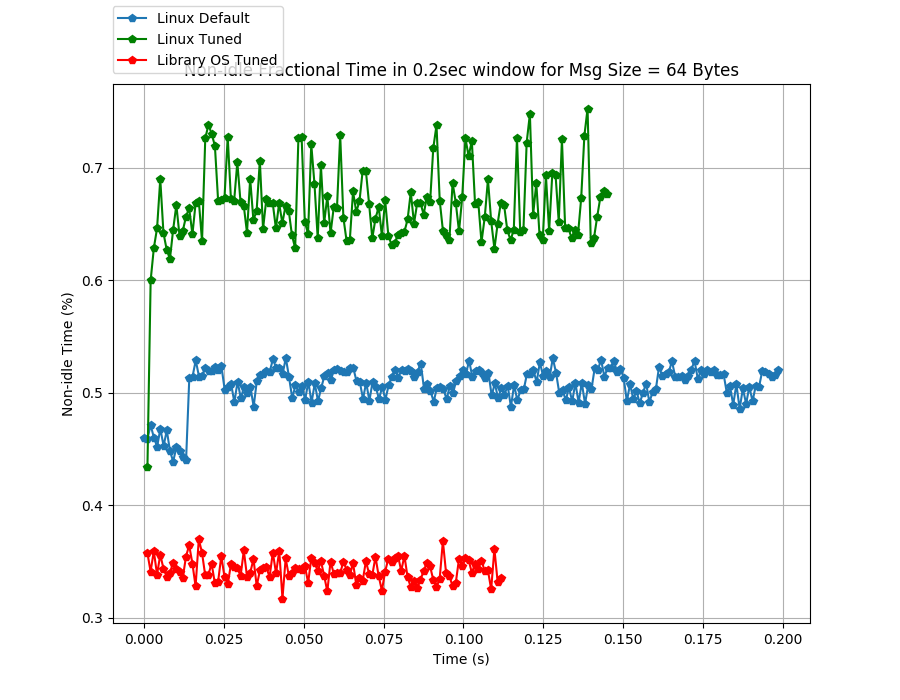 Linux Default
Linux Tuned
Library OS Tuned
Non-idle Fractional Time in 0.2sec window for Msg Size = 64 Bytes
Non-idle Time (%)
0.7
0.6
0.5
0.4
0.3
0.000 0.025 0.050 0.075 0.100 0.125 0.150 0.175 0.200
Time (s)